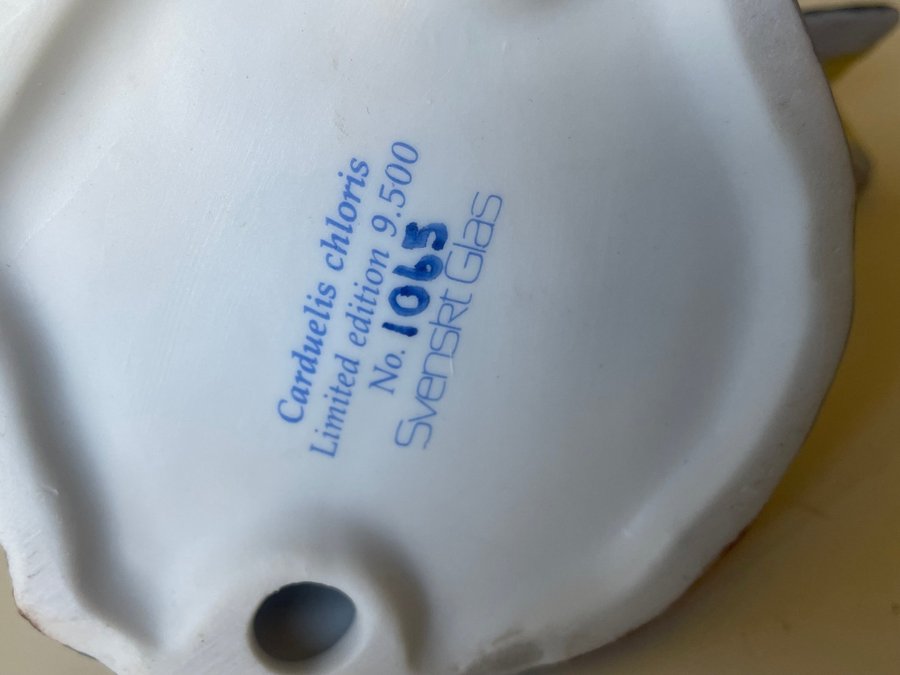 Carduelis chloris
Limited edition 9.500
No. 1065
Svenskt Glas